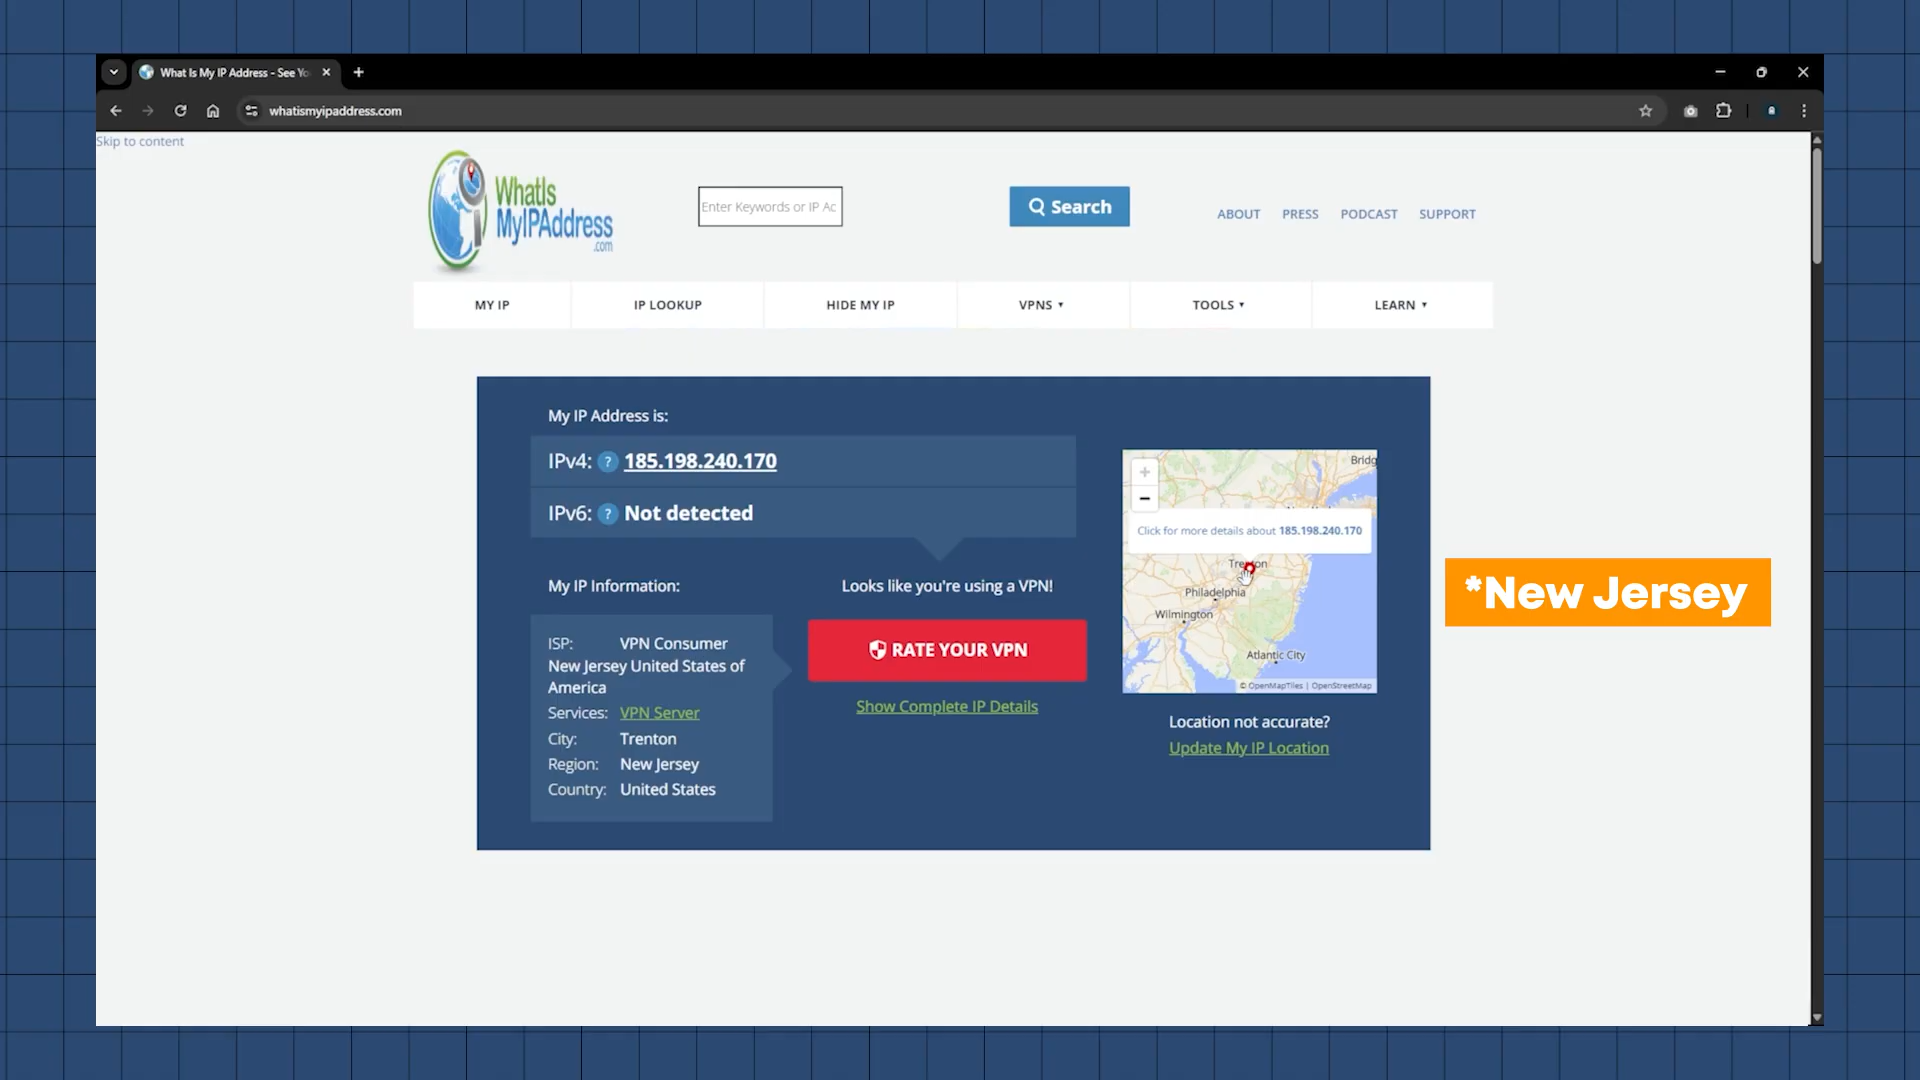 What Is My IP Address - See Yo
whatismyipaddress.com
Skip to content
WhatIs
MyIPAddress
.com
Enter Keywords or IP Ac
Search
ABOUT PRESS PODCAST SUPPORT
MY IP IP LOOKUP HIDE MY IP VPNS TOOLS LEARN
My IP Address is:
IPv4: ? 185.198.240.170
IPv6: ? Not detected
My IP Information:
ISP: VPN Consumer
New Jersey United States of
America
Services: VPN Server
City: Trenton
Region: New Jersey
Country: United States
Looks like you're using a VPN!
RATE YOUR VPN
Show Complete IP Details
Click for more details about 185.198.240.170
Philadelphia
Wilmington
Atlantic City
© OpenMapTiles | OpenStreetMap
Location not accurate?
Update My IP Location
*New Jersey